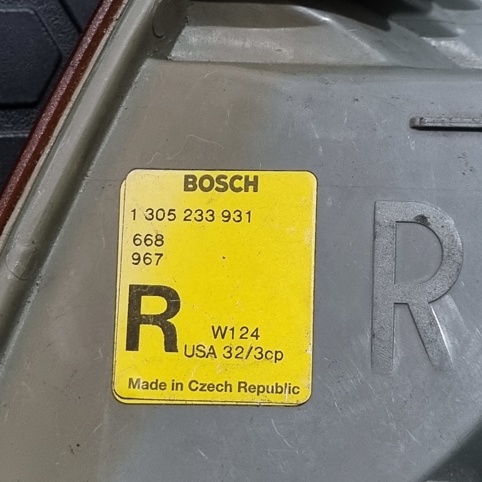 BOSCH
1 305 233 931
668
967
R
W124
USA 32/3cp
Made in Czech Republic
R